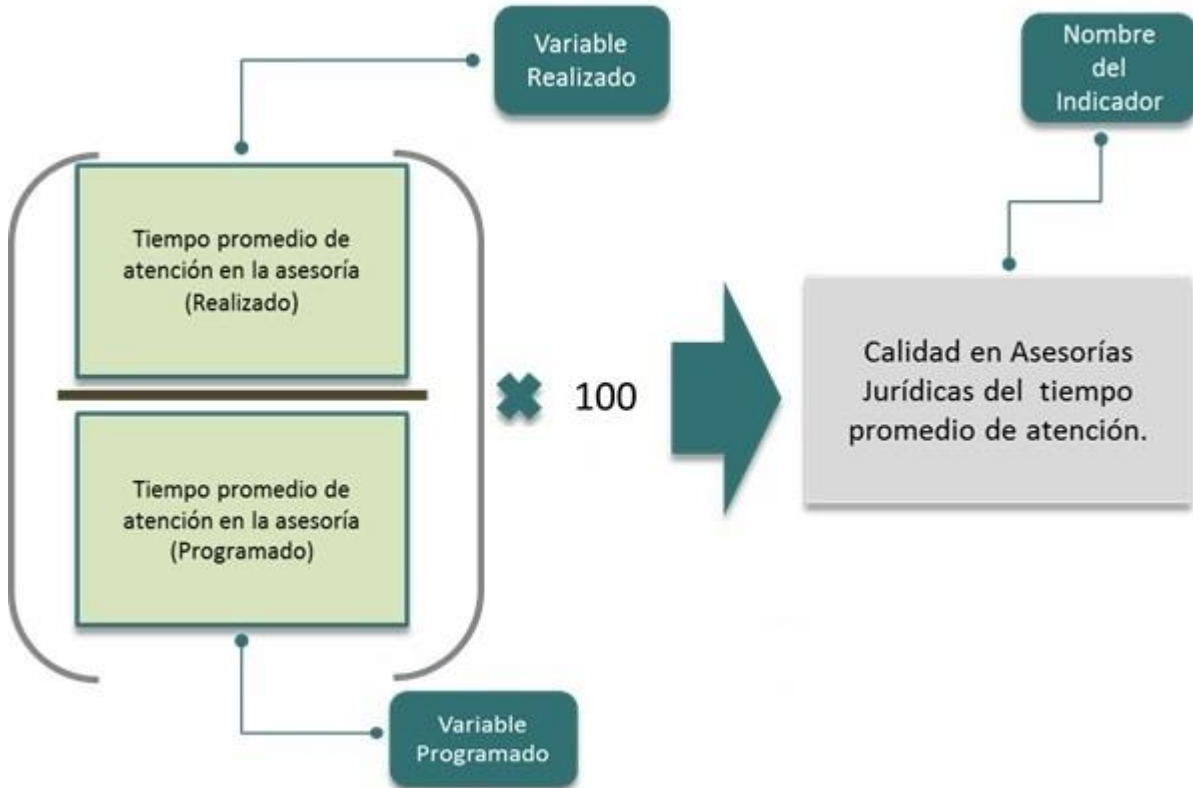 Variable
Realizado
Nombre
del
Indicador
Tiempo promedio de
atención en la asesoría
(Realizado)
100
Tiempo promedio de
atención en la asesoría
(Programado)
Calidad en Asesorías
Jurídicas del tiempo
promedio de atención.
Variable
Programado